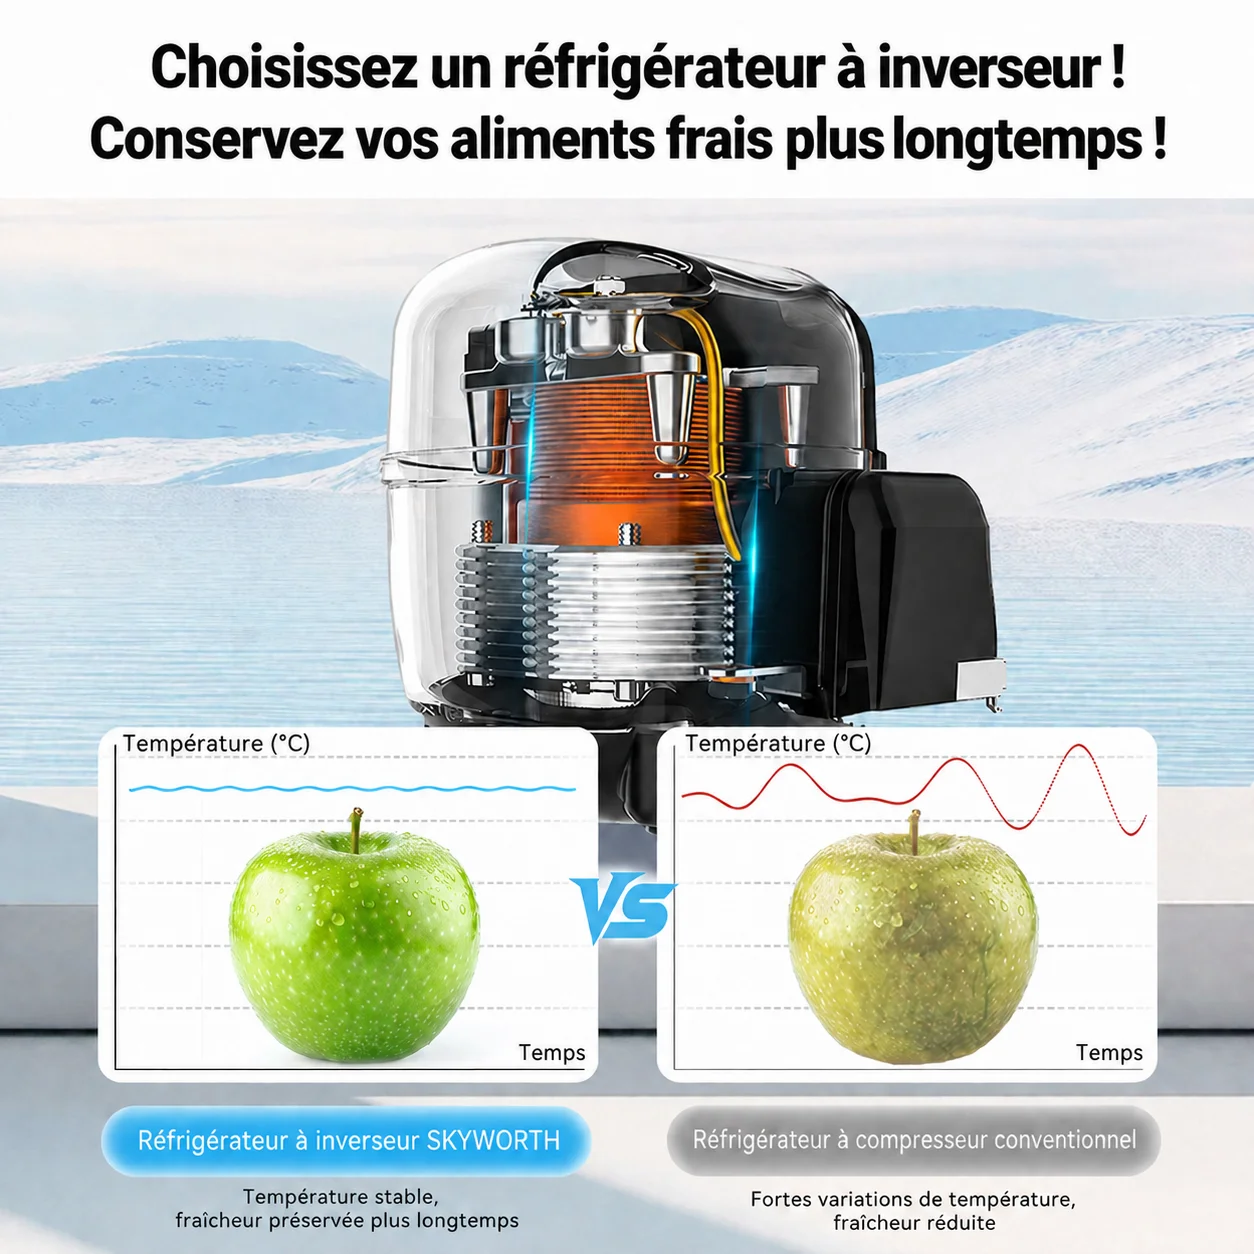 Choisissez un réfrigérateur à inverseur !
Conservez vos aliments frais plus longtemps !
Température (°C)
Temps
VS
Température (°C)
Temps
Réfrigérateur à inverseur SKYWORTH
Température stable,
fraîcheur préservée plus longtemps
Réfrigérateur à compresseur conventionnel
Fortes variations de température,
fraîcheur réduite